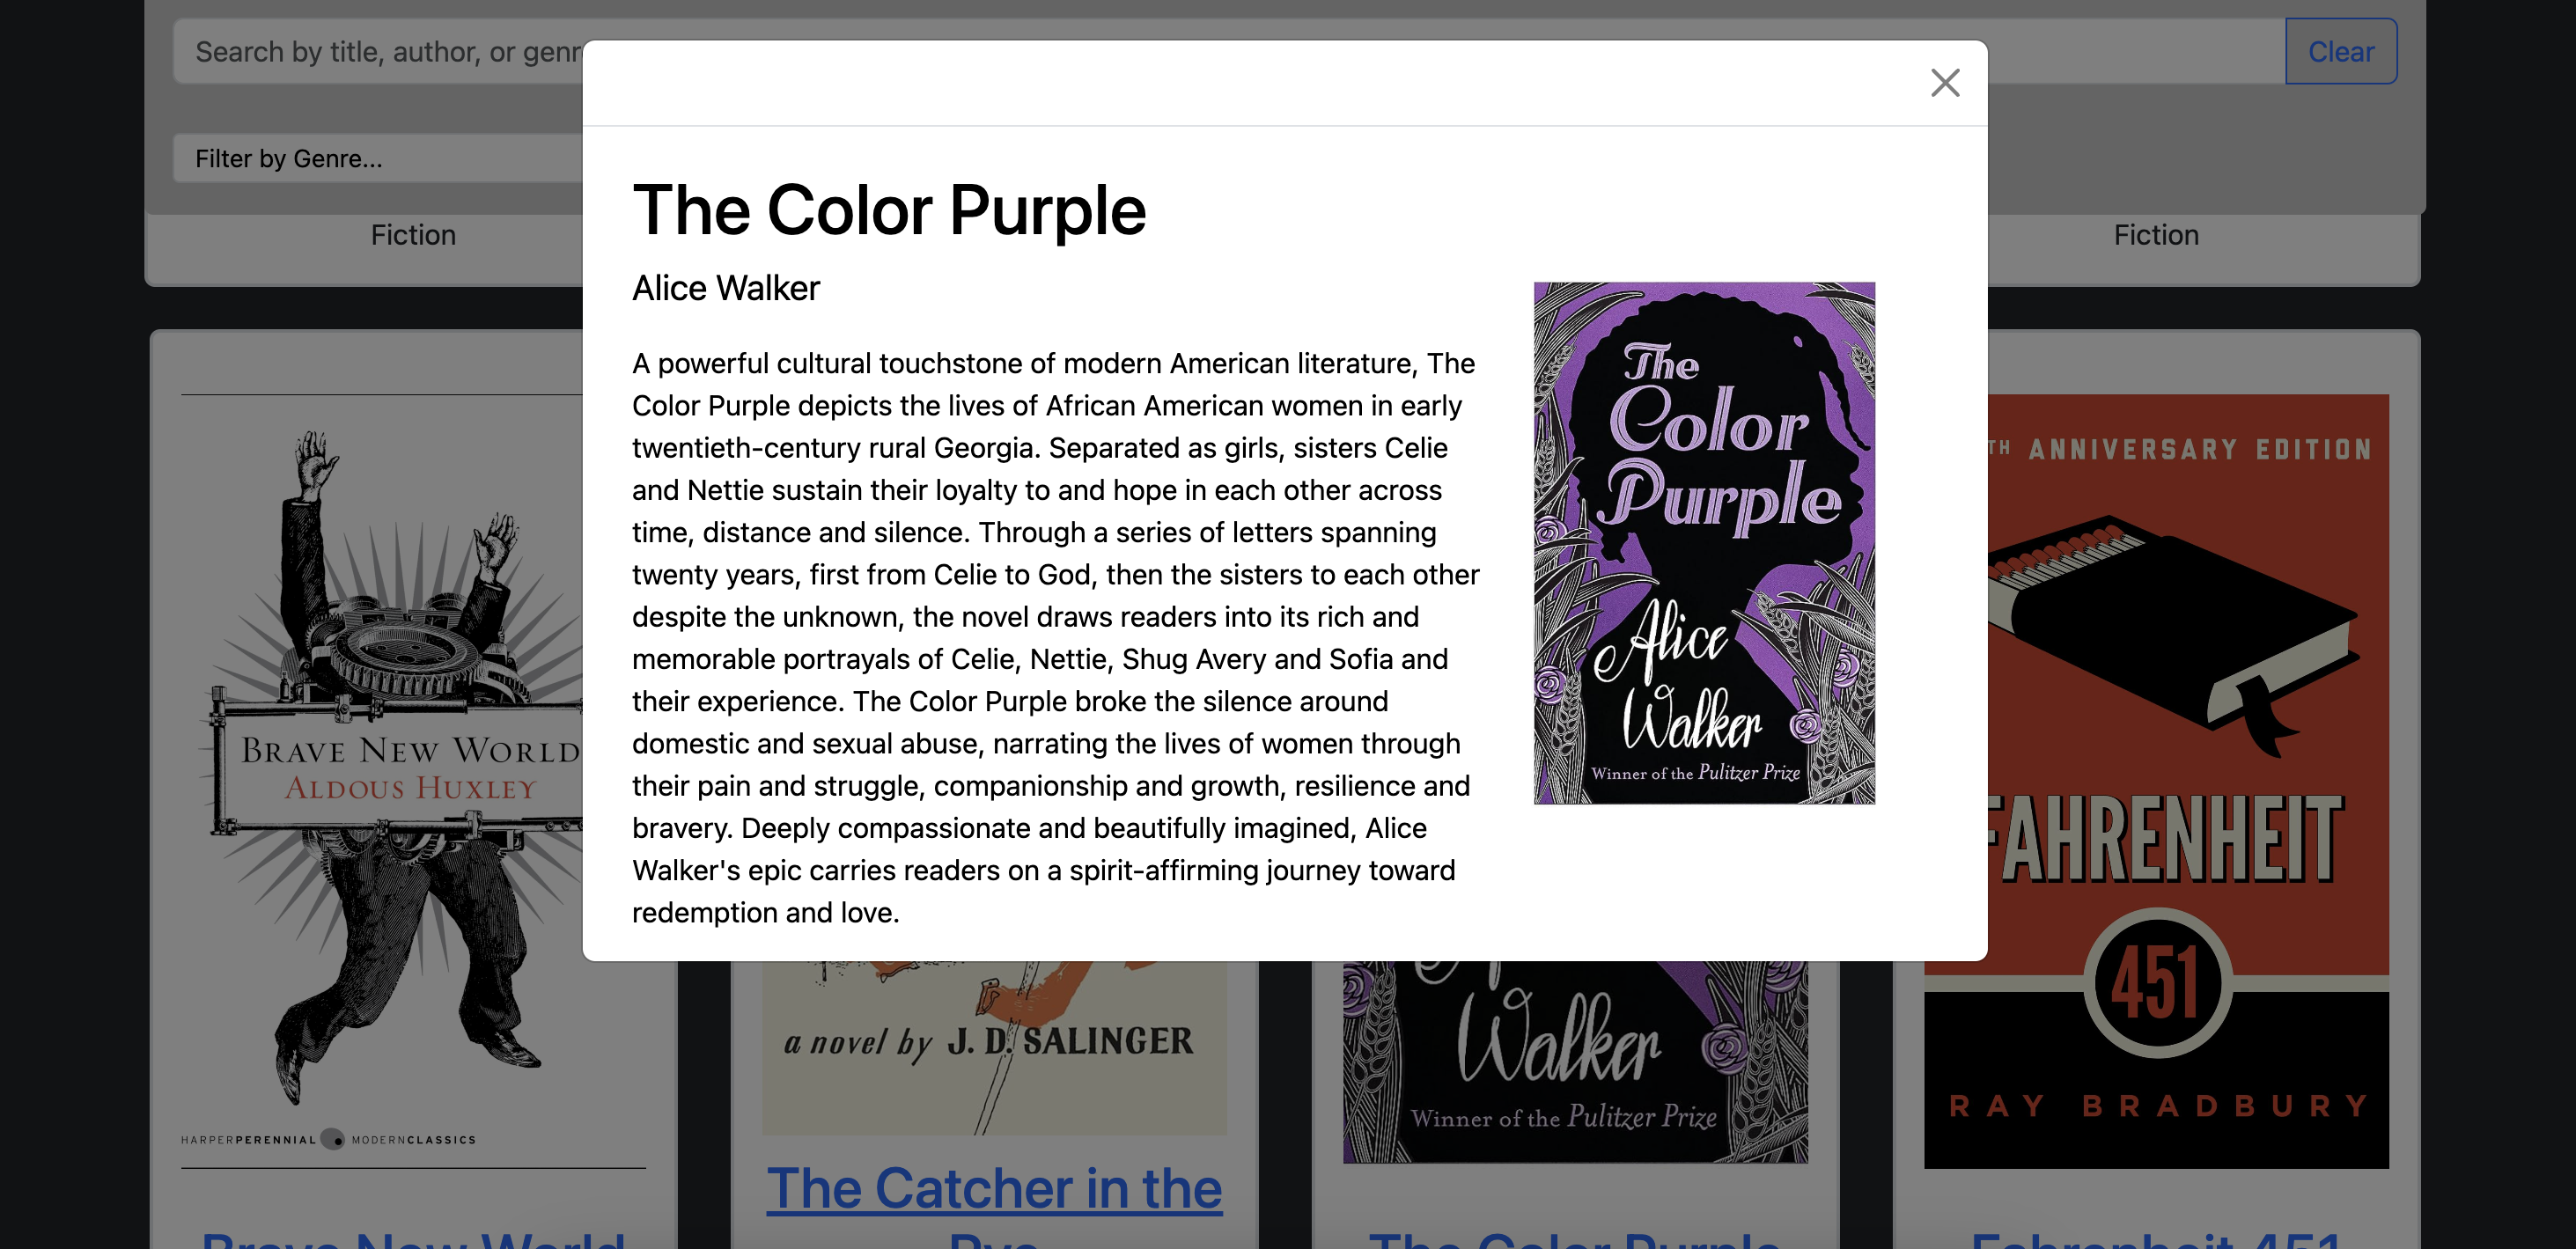 Search by title, author, or genr
Clear
Filter by Genre...
Fiction
Fiction
The Color Purple
Alice Walker
A powerful cultural touchstone of modern American literature, The
Color Purple depicts the lives of African American women in early
twentieth-century rural Georgia. Separated as girls, sisters Celie
and Nettie sustain their loyalty to and hope in each other across
time, distance and silence. Through a series of letters spanning
twenty years, first from Celie to God, then the sisters to each other
despite the unknown, the novel draws readers into its rich and
memorable portrayals of Celie, Nettie, Shug Avery and Sofia and
their experience. The Color Purple broke the silence around
domestic and sexual abuse, narrating the lives of women through
their pain and struggle, companionship and growth, resilience and
bravery. Deeply compassionate and beautifully imagined, Alice
Walker's epic carries readers on a spirit-affirming journey toward
redemption and love.
The
Color
Purple
Alice
Walker
Winner of the Pulitzer Prize
BRAVE NEW WORLD
ALDOUS HUXLEY
HARPERPERENNIAL MODERNCLASSICS
Brave New World
a novel by J. D. SALINGER
The Catcher in the
Rye
Walker
Winner of the Pulitzer Prize
The Color Purple
TH ANNIVERSARY EDITION
FAHRENHEIT
451
RAY BRADBURY
Fahrenheit 451